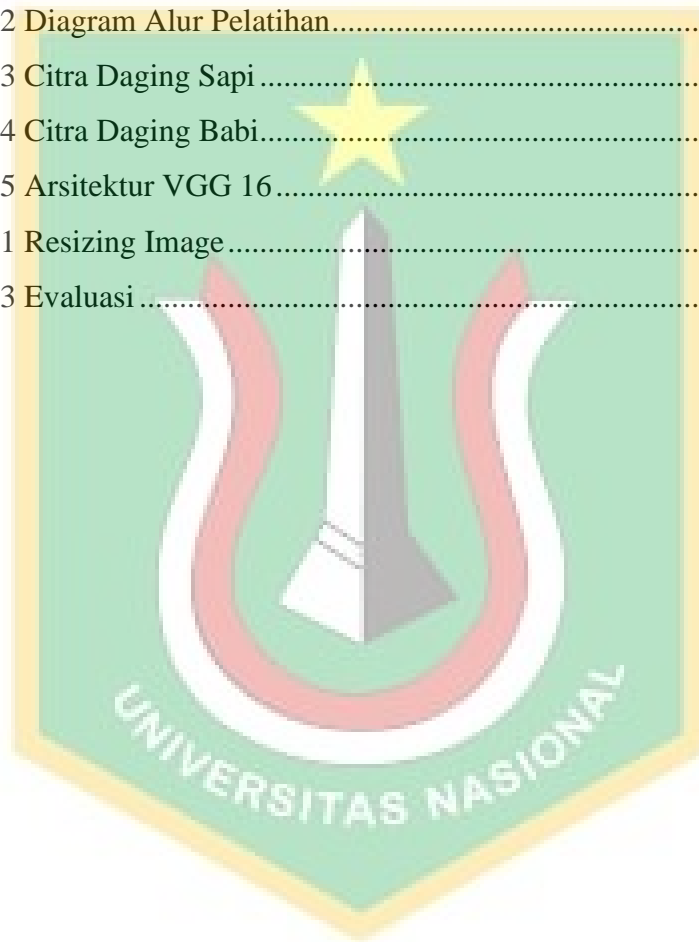 2 Diagram Alur Pelatihan........................................................
3 Citra Daging Sapi........................................................
4 Citra Daging Babi........................................................
5 Arsitektur VGG 16........................................................
1 Resizing Image........................................................
3 Evaluasi........................................................
UNIVERSITAS NASIONAL